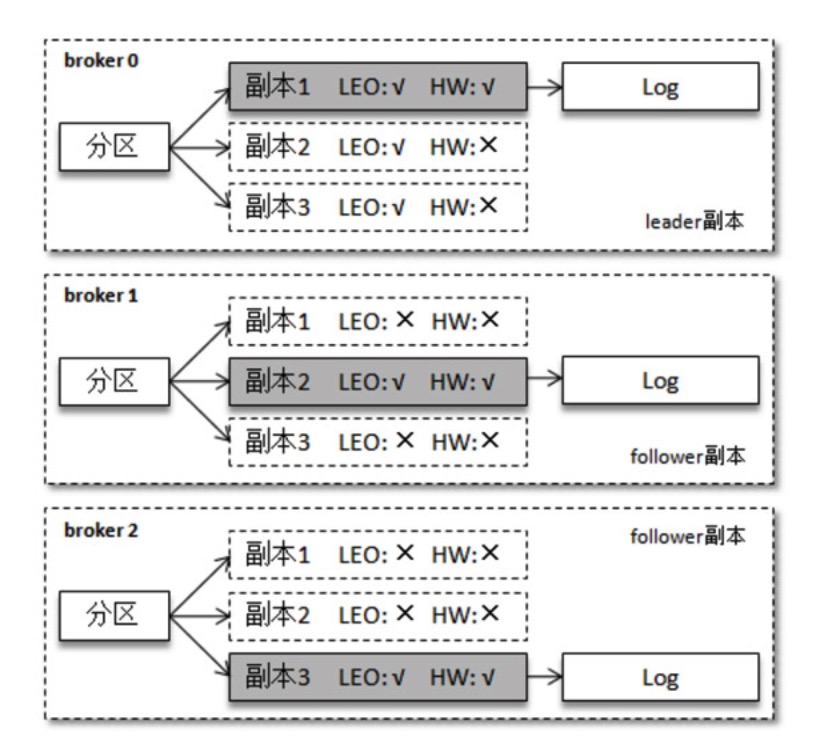 broker 0
副本1 LEO:√ HW:√
Log
分区
副本2 LEO:√ HW:×
副本3 LEO:√ HW:×
leader副本
broker 1
副本1 LEO: × HW:×
分区
副本2 LEO:√ HW:√
Log
副本3 LEO: × HW:×
follower副本
broker 2
follower副本
副本1 LEO: × HW:×
分区
副本2 LEO: × HW:×
副本3 LEO:√ HW:√
Log